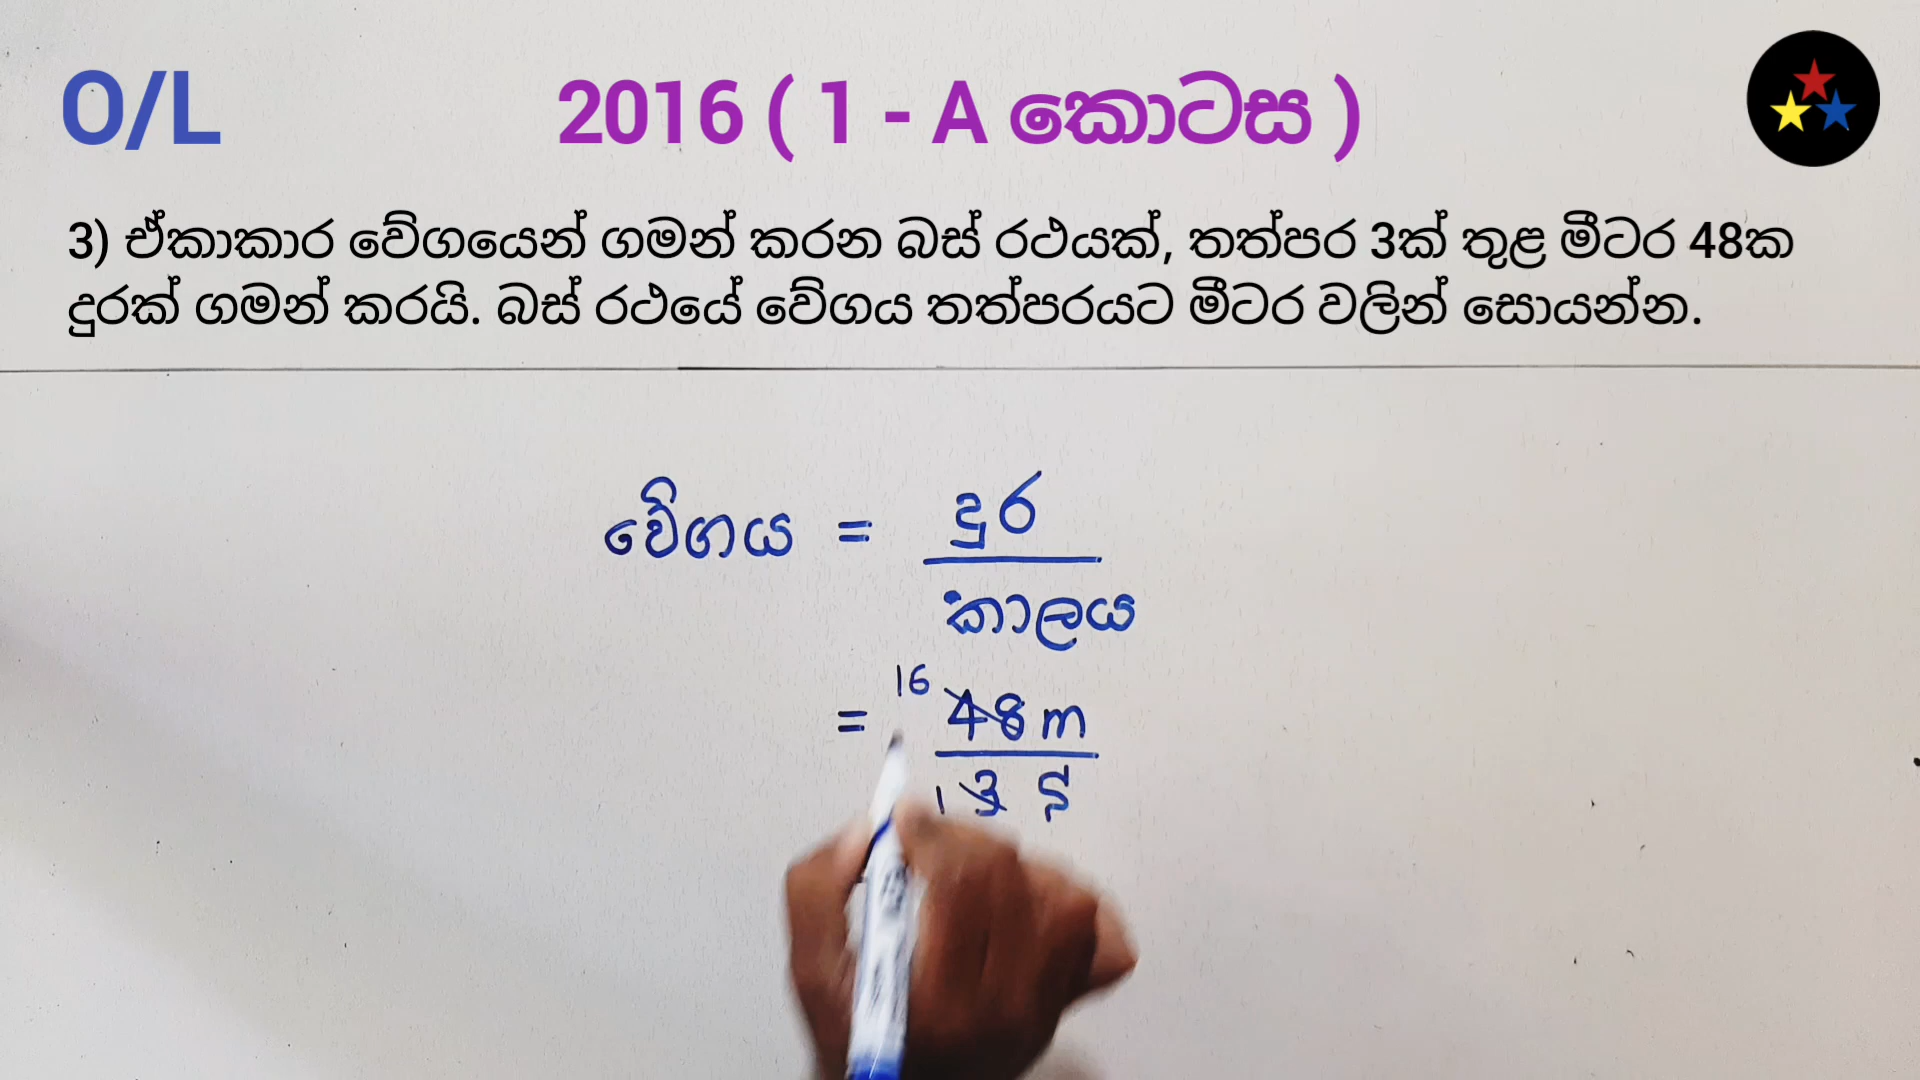 O/L 2016 ( 1 - A කොටස )
3) ඒකාකාර වේගයෙන් ගමන් කරන බස් රථයක්, තත්පර 3ක් තුළ මීටර 48ක
දුරක් ගමන් කරයි. බස් රථයේ වේගය තත්පරයට මීටර වලින් සොයන්න.
වේගය = දුර
කාලය
= 16 48 m
1 3 s